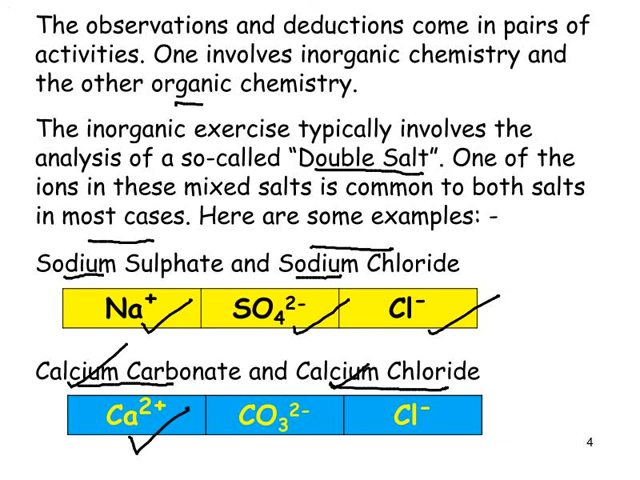 The observations and deductions come in pairs of
activities. One involves inorganic chemistry and
the other organic chemistry.
The inorganic exercise typically involves the
analysis of a so-called “Double Salt”. One of the
ions in these mixed salts is common to both salts
in most cases. Here are some examples: -
Sodium Sulphate and Sodium Chloride
Na⁺ SO₄²⁻ Cl⁻
Calcium Carbonate and Calcium Chloride
Ca²⁺ CO₃²⁻ Cl⁻
4